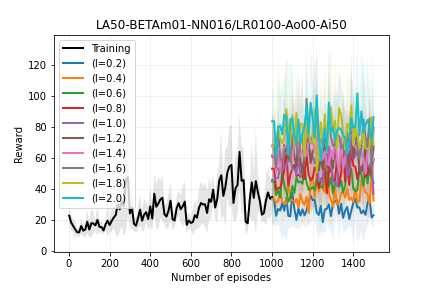 LA50-BETAm01-NN016/LR0100-Ao00-Ai50
Training
(l=0.2)
(l=0.4)
(l=0.6)
(l=0.8)
(l=1.0)
(l=1.2)
(l=1.4)
(l=1.6)
(l=1.8)
(l=2.0)
Reward
120
100
80
60
40
20
0
0 200 400 600 800 1000 1200 1400
Number of episodes